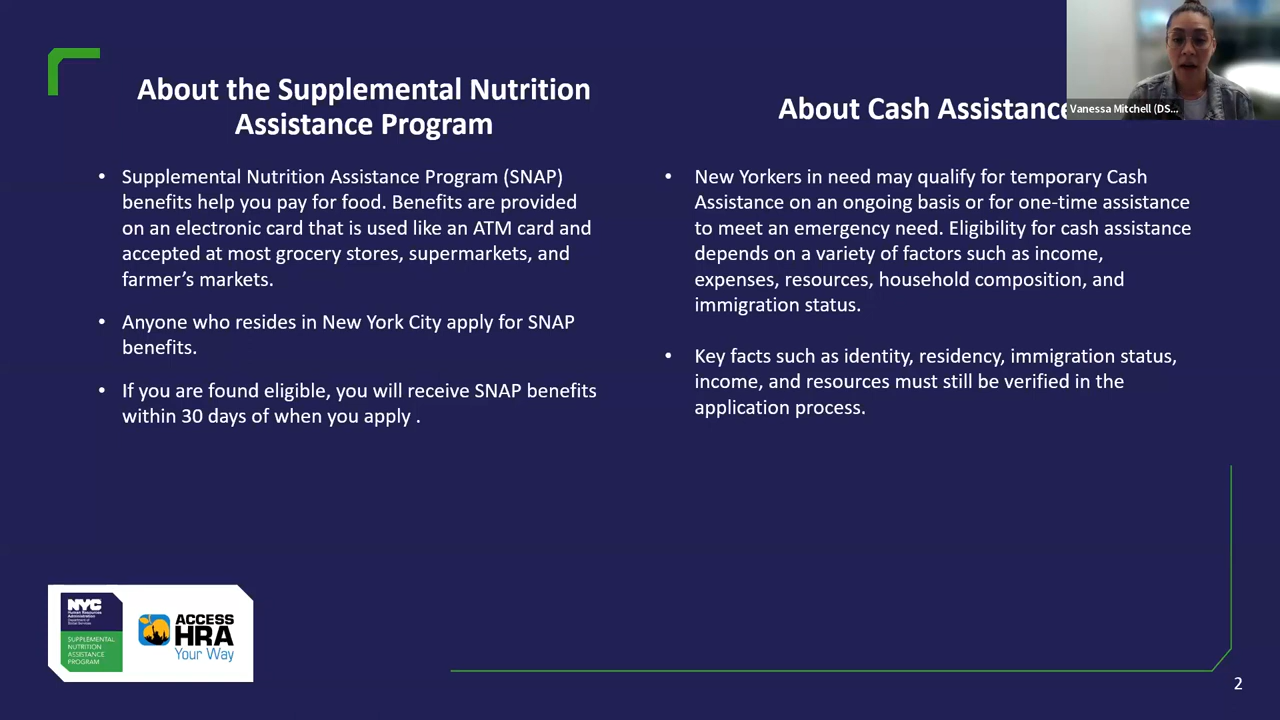 About the Supplemental Nutrition
Assistance Program
• Supplemental Nutrition Assistance Program (SNAP)
benefits help you pay for food. Benefits are provided
on an electronic card that is used like an ATM card and
accepted at most grocery stores, supermarkets, and
farmer’s markets.
• Anyone who resides in New York City apply for SNAP
benefits.
• If you are found eligible, you will receive SNAP benefits
within 30 days of when you apply .
About Cash Assistance
• New Yorkers in need may qualify for temporary Cash
Assistance on an ongoing basis or for one-time assistance
to meet an emergency need. Eligibility for cash assistance
depends on a variety of factors such as income,
expenses, resources, household composition, and
immigration status.
• Key facts such as identity, residency, immigration status,
income, and resources must still be verified in the
application process.
Vanessa Mitchell (DS...
NYC
Human Resources
Administration
Department of
Social Services
SUPPLEMENTAL
NUTRITION
ASSISTANCE
PROGRAM
ACCESS
HRA
Your Way
2